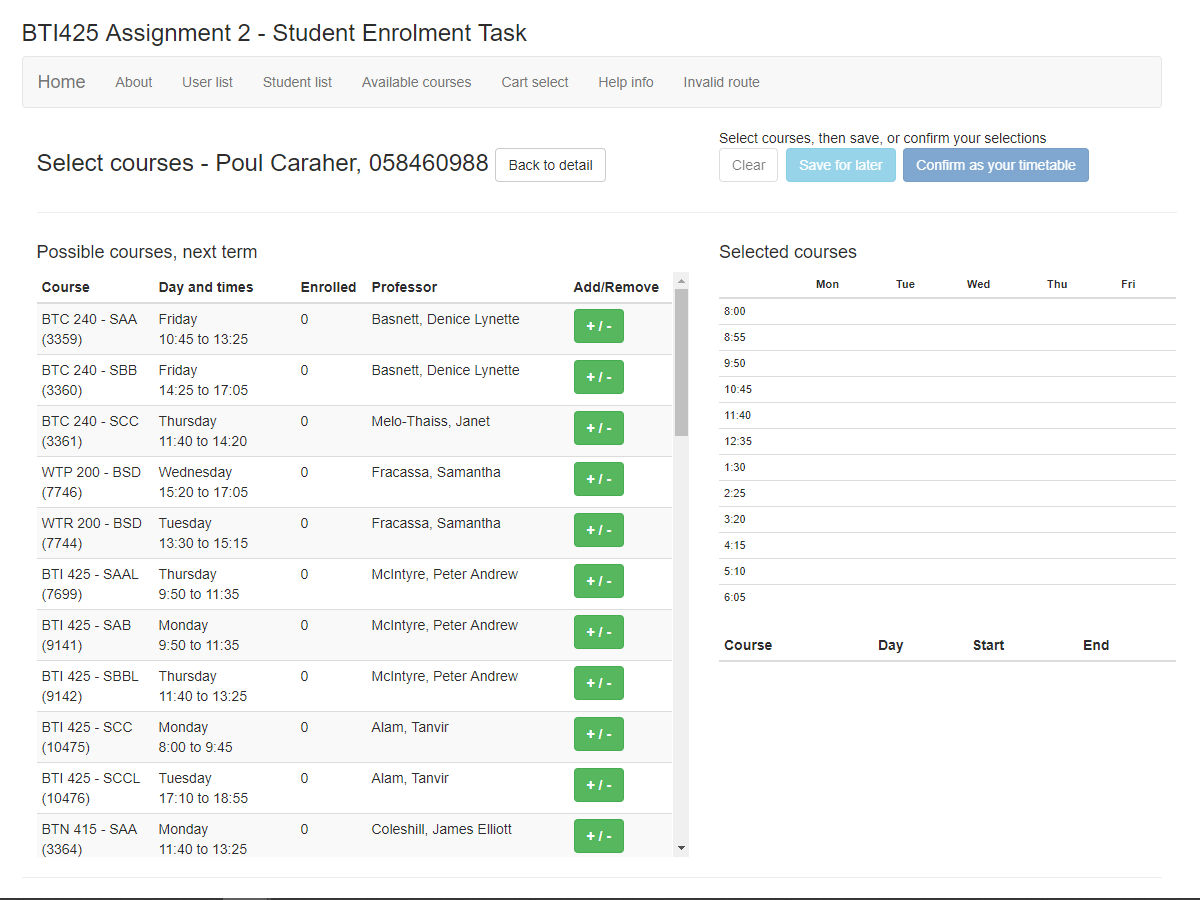 BTI425 Assignment 2 - Student Enrolment Task
Home About User list Student list Available courses Cart select Help info Invalid route
Select courses - Poul Caraher, 058460988 Back to detail
Select courses, then save, or confirm your selections
Clear Save for later Confirm as your timetable
Possible courses, next term
Course Day and times Enrolled Professor Add/Remove
BTC 240 - SAA Friday 0 Basnett, Denice Lynette + / -
(3359) 10:45 to 13:25
BTC 240 - SBB Friday 0 Basnett, Denice Lynette + / -
(3360) 14:25 to 17:05
BTC 240 - SCC Thursday 0 Melo-Thaiss, Janet + / -
(3361) 11:40 to 14:20
WTP 200 - BSD Wednesday 0 Fracassa, Samantha + / -
(7746) 15:20 to 17:05
WTR 200 - BSD Tuesday 0 Fracassa, Samantha + / -
(7744) 13:30 to 15:15
BTI 425 - SAAL Thursday 0 McIntyre, Peter Andrew + / -
(7699) 9:50 to 11:35
BTI 425 - SAB Monday 0 McIntyre, Peter Andrew + / -
(9141) 9:50 to 11:35
BTI 425 - SBBL Thursday 0 McIntyre, Peter Andrew + / -
(9142) 11:40 to 13:25
BTI 425 - SCC Monday 0 Alam, Tanvir + / -
(10475) 8:00 to 9:45
BTI 425 - SCCL Tuesday 0 Alam, Tanvir + / -
(10476) 17:10 to 18:55
BTN 415 - SAA Monday 0 Coleshill, James Elliott + / -
(3364) 11:40 to 13:25
Selected courses
Mon Tue Wed Thu Fri
8:00
8:55
9:50
10:45
11:40
12:35
1:30
2:25
3:20
4:15
5:10
6:05
Course Day Start End